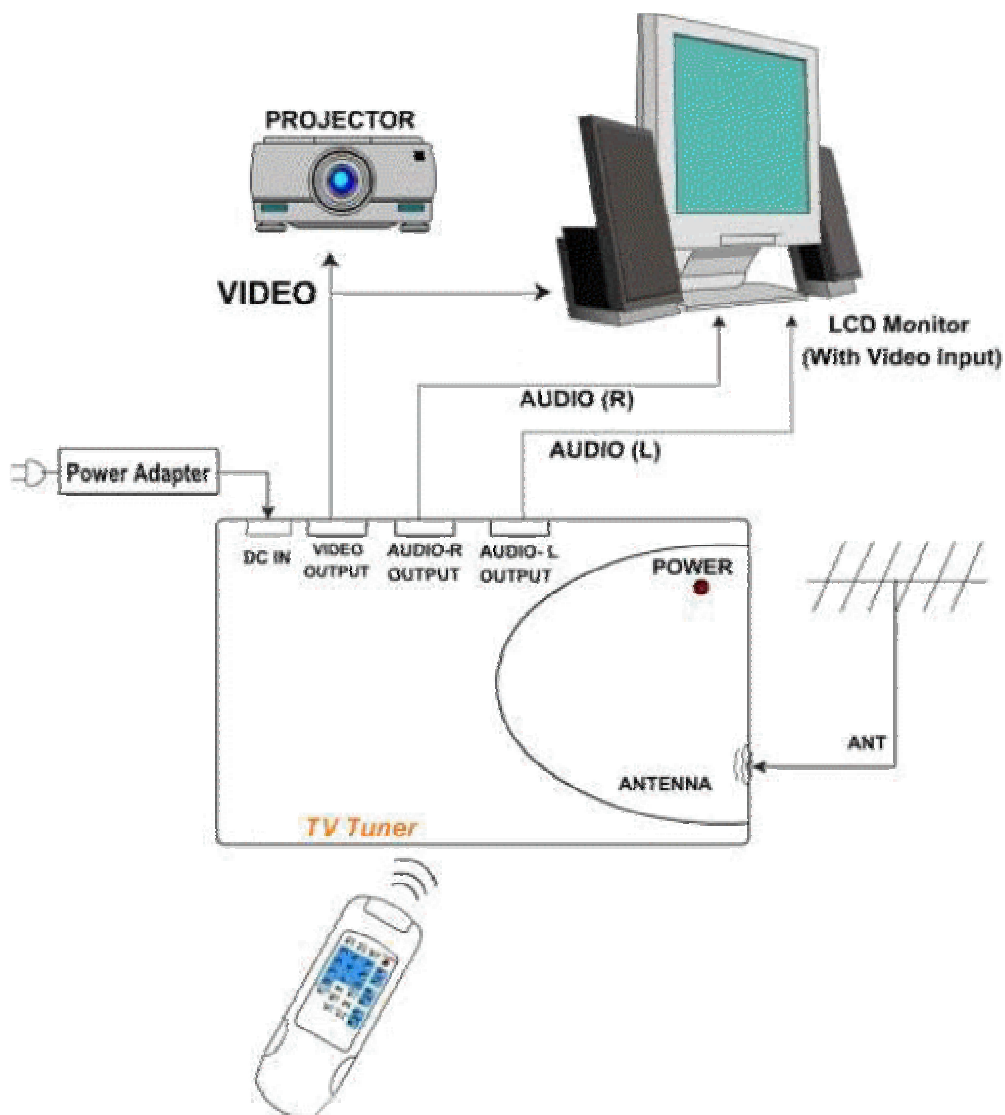 PROJECTOR
VIDEO
LCD Monitor
(With Video input)
AUDIO (R)
AUDIO (L)
Power Adapter
DC IN
VIDEO
OUTPUT
AUDIO-R
OUTPUT
AUDIO- L
OUTPUT
POWER
ANT
ANTENNA
TV Tuner